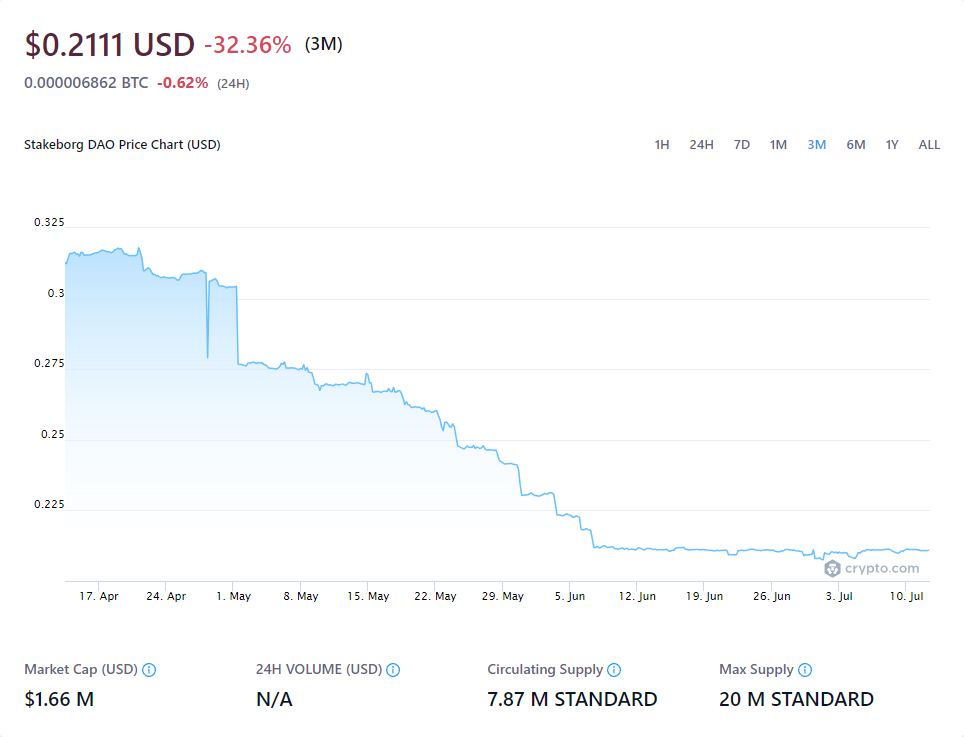 $0.2111 USD -32.36% (3M)
0.000006862 BTC -0.62% (24H)
Stakeborg DAO Price Chart (USD) 1H 24H 7D 1M 3M 6M 1Y ALL
0.325
0.3
0.275
0.25
0.225
crypto.com
17. Apr 24. Apr 1. May 8. May 15. May 22. May 29. May 5. Jun 12. Jun 19. Jun 26. Jun 3. Jul 10. Jul
Market Cap (USD) 24H VOLUME (USD) Circulating Supply Max Supply
$1.66 M N/A 7.87 M STANDARD 20 M STANDARD